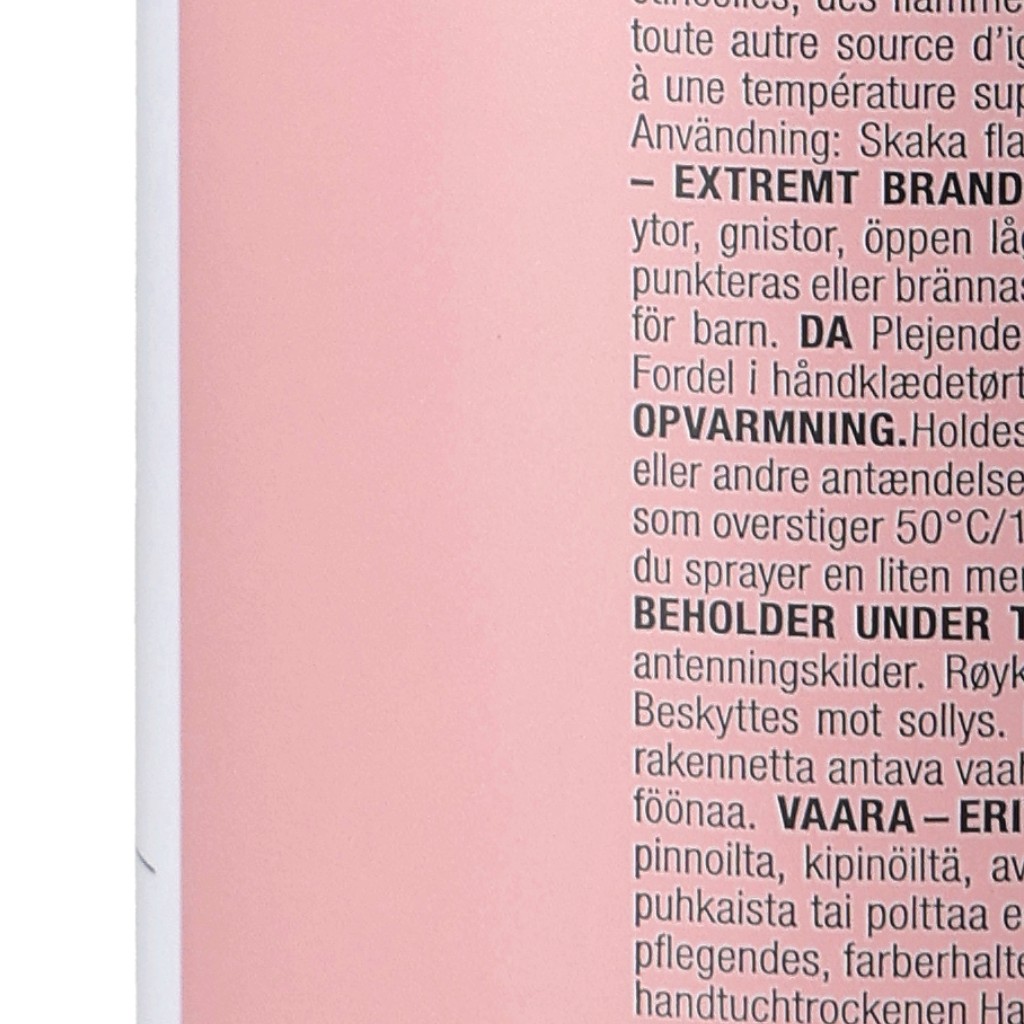 toute autre source d'ig
à une température sup
Användning: Skaka fla
– EXTREMT BRAND
ytor, gnistor, öppen låg
punkteras eller brännas
för barn. DA Plejende
Fordel i håndklædetørt
OPVARMNING.Holdes
eller andre antændelse
som overstiger 50°C/1
du sprayer en liten men
BEHOLDER UNDER T
antenningskilder. Røyk
Beskyttes mot sollys.
rakennetta antava vaah
föönaa. VAARA – ERI
pinnoilta, kipinöiltä, av
puhkaista tai polttaa e
pflegendes, farberhalte
handtuchtrockenen Ha